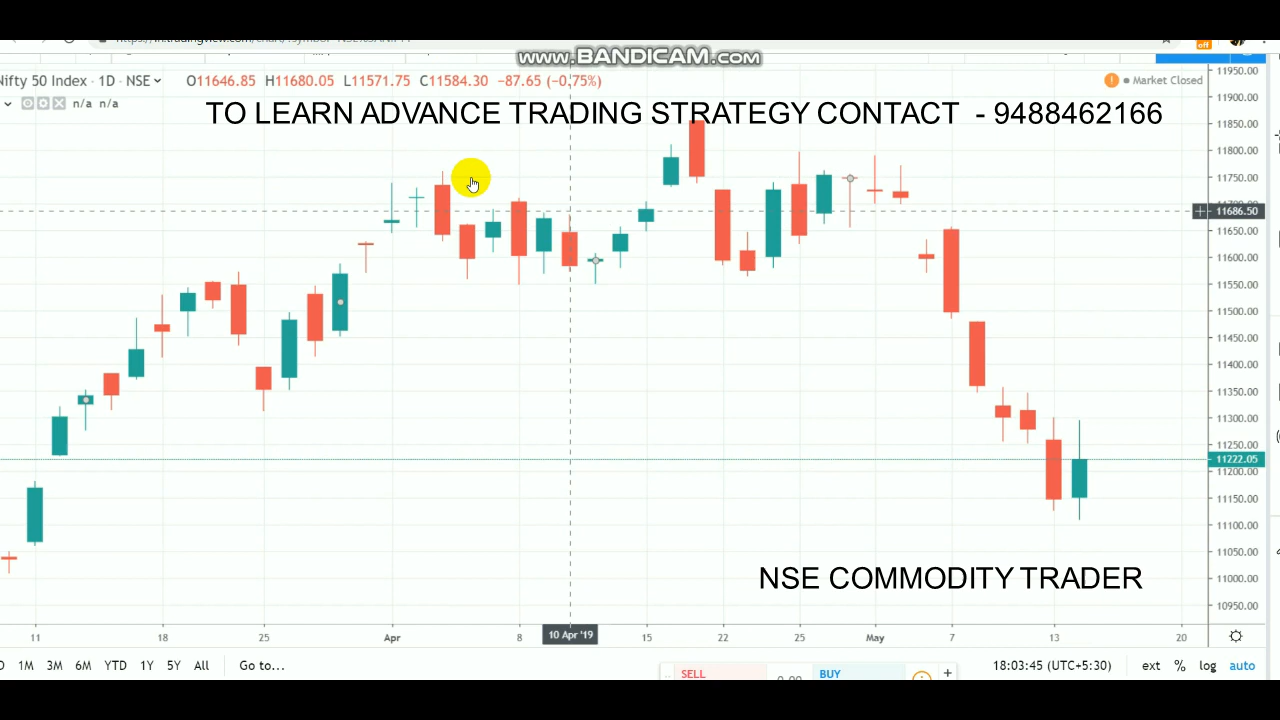 www.BANDICAM.com
Nifty 50 Index · 1D · NSE O11646.85 H11680.05 L11571.75 C11584.30 −87.65 (−0.75%) Market Closed
n/a n/a
TO LEARN ADVANCE TRADING STRATEGY CONTACT - 9488462166
11950.00
11900.00
11850.00
11800.00
11750.00
11686.50
11650.00
11600.00
11550.00
11500.00
11450.00
11400.00
11350.00
11300.00
11250.00
11222.05
11200.00
11150.00
11100.00
11050.00
11000.00
10950.00
NSE COMMODITY TRADER
11 18 25 Apr 8 10 Apr '19 15 22 25 May 7 13 20
1M 3M 6M YTD 1Y 5Y All Go to... 18:03:45 (UTC+5:30) ext % log auto
SELL BUY
off